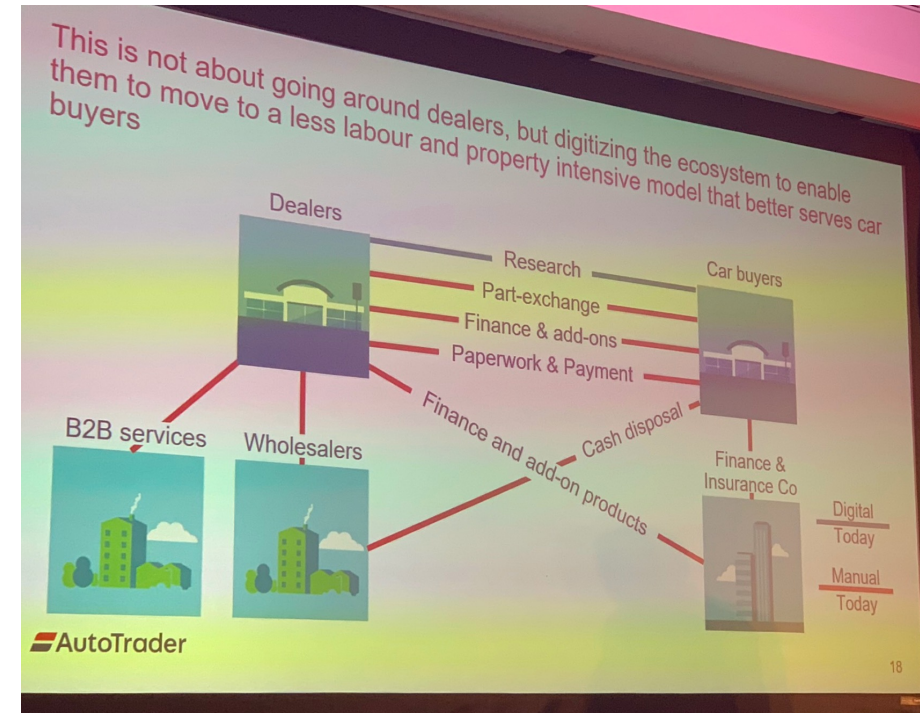 This is not about going around dealers, but digitizing the ecosystem to enable
them to move to a less labour and property intensive model that better serves car
buyers
Dealers
Car buyers
Research
Part-exchange
Finance & add-ons
Paperwork & Payment
Finance and add-on products
Cash disposal
B2B services
Wholesalers
Finance &
Insurance Co
Digital
Today
Manual
Today
AutoTrader
18